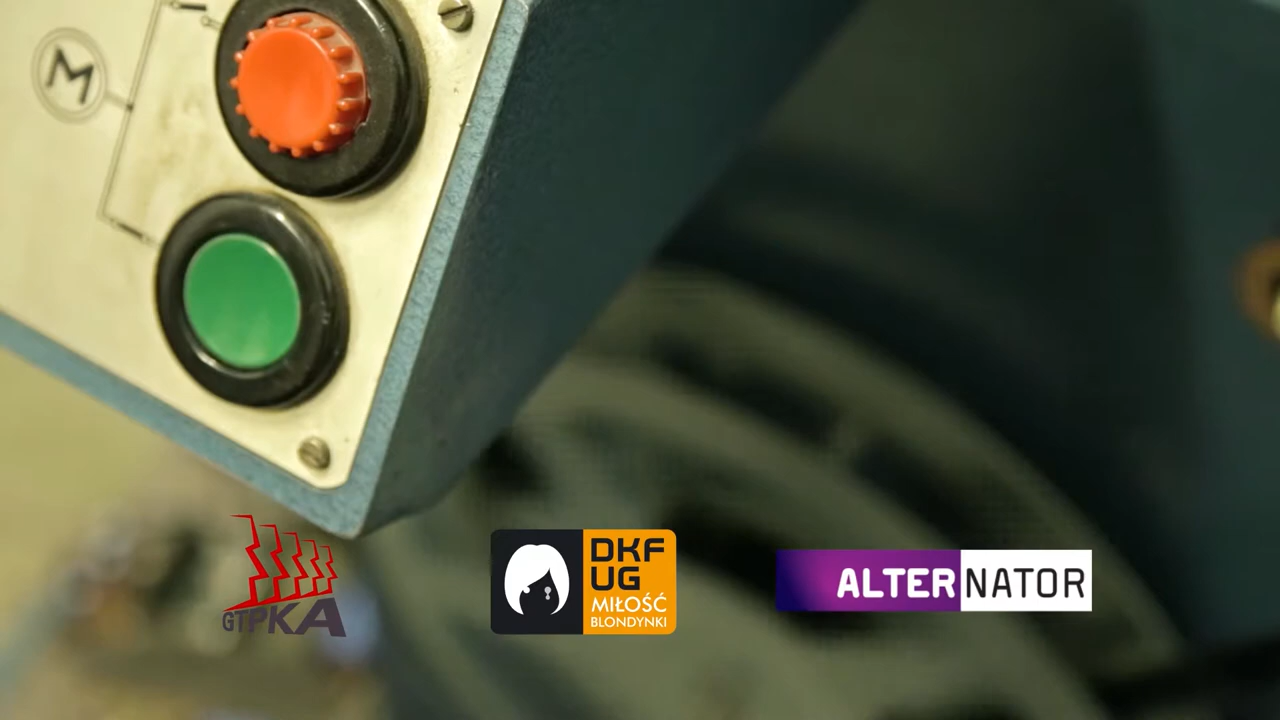 M
GTPKA
DKF
UG
MIŁOŚĆ
BLONDYNKI
ALTERNATOR